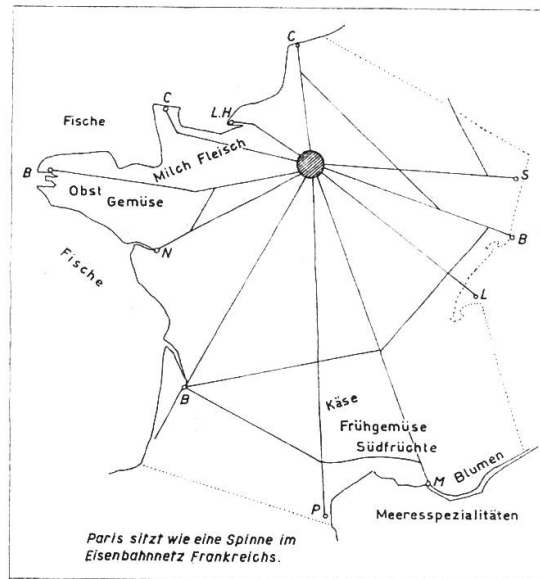 C
C
L.H
Fische
Milch Fleisch
B
Obst
Gemüse
S
B
N
Fische
L
B
Käse
Frühgemüse
Südfrüchte
M
Blumen
P
Meeresspezialitäten
Paris sitzt wie eine Spinne im
Eisenbahnnetz Frankreichs.